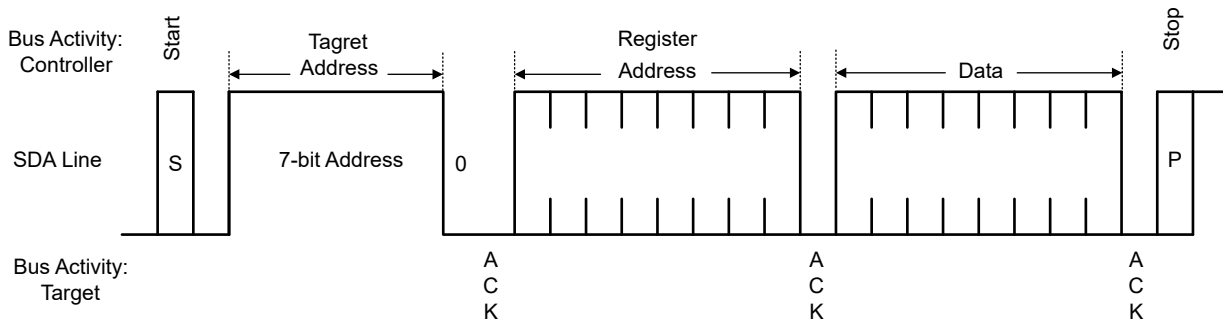 Bus Activity:
Controller
Start
Tagret
Address
Register
Address
Data
Stop
SDA Line
S
7-bit Address
0
P
Bus Activity:
Target
A
C
K
A
C
K
A
C
K